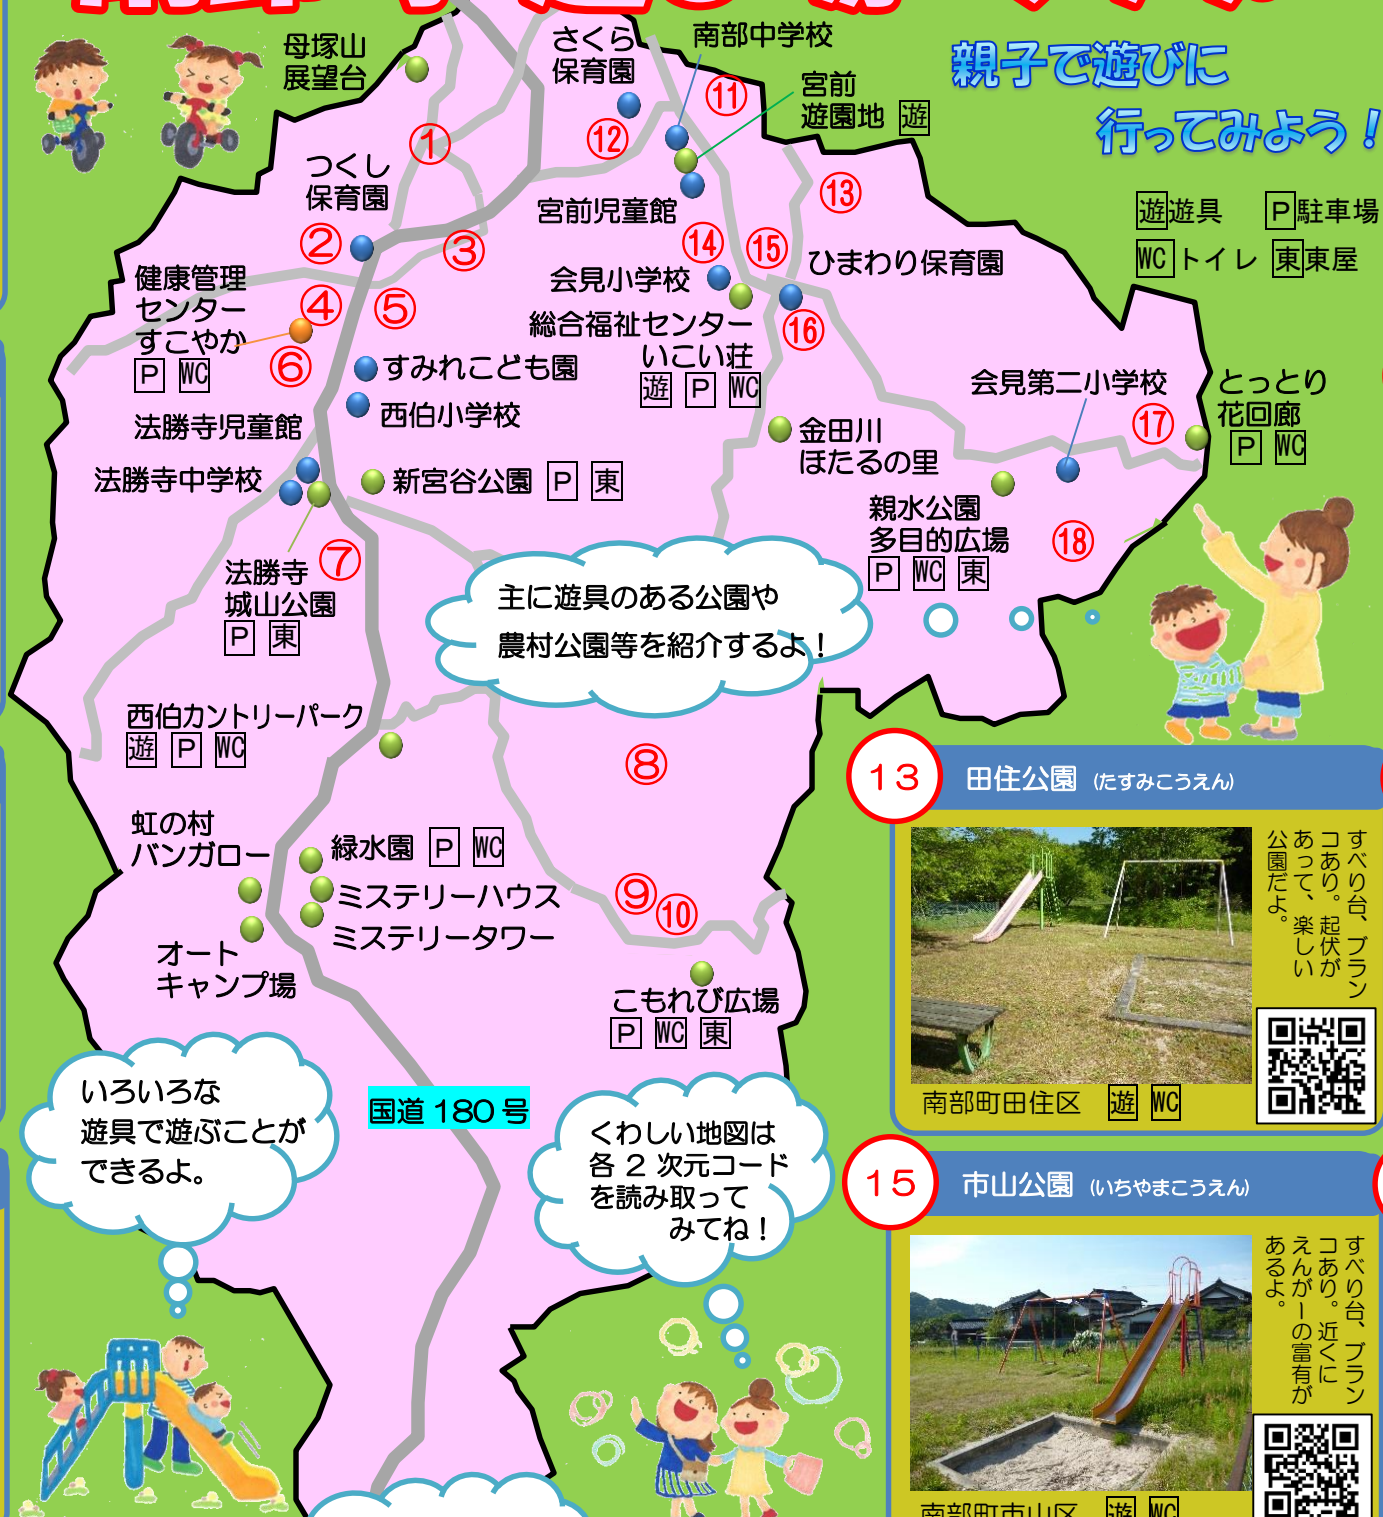 親子で遊びに
行ってみよう！
遊遊具 P駐車場
WCトイレ 東東屋
母塚山
展望台
さくら
保育園
南部中学校
宮前
遊園地 遊
⑪
①
⑫
つくし
保育園
⑬
宮前児童館
②
③
⑭
⑮
ひまわり保育園
健康管理
センター
すこやか
P WC
会見小学校
④
⑤
総合福祉センター
いこい荘
遊 P WC
⑯
⑥
すみれこども園
西伯小学校
会見第二小学校
とっとり
花回廊
P WC
⑰
法勝寺児童館
金田川
ほたるの里
法勝寺中学校
新宮谷公園 P 東
親水公園
多目的広場
P WC 東
⑱
⑦
法勝寺
城山公園
P 東
主に遊具のある公園や
農村公園等を紹介するよ！
西伯カントリーパーク
遊 P WC
⑧
虹の村
バンガロー
緑水園 P WC
ミステリーハウス
ミステリータワー
⑨
⑩
オート
キャンプ場
こもれび広場
P WC 東
いろいろな
遊具で遊ぶことが
できるよ。
国道180号
くわしい地図は
各２次元コード
を読み取って
みてね！
13
田住公園 (たすみこうえん)
すべり台、ブラン
コあり。起伏が
あって、楽しい
公園だよ。
南部町田住区 遊 WC
15
市山公園 (いちやまこうえん)
すべり台、ブラン
コあり。近くに
えんがーの富有が
あるよ。
南部町市山区 遊 WC